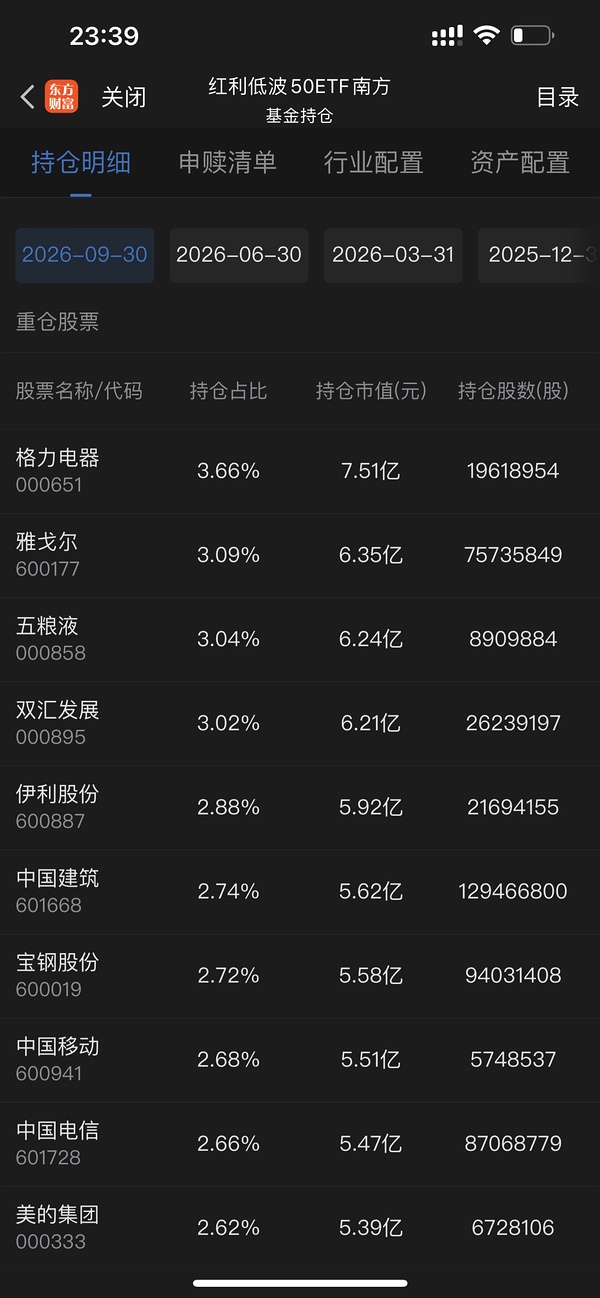 23:39
东方财富
关闭
红利低波50ETF南方
基金持仓
目录
持仓明细 申赎清单 行业配置 资产配置
2026-09-30 2026-06-30 2026-03-31 2025-12-3
重仓股票
股票名称/代码 持仓占比 持仓市值(元) 持仓股数(股)
格力电器 3.66% 7.51亿 19618954
000651
雅戈尔 3.09% 6.35亿 75735849
600177
五粮液 3.04% 6.24亿 8909884
000858
双汇发展 3.02% 6.21亿 26239197
000895
伊利股份 2.88% 5.92亿 21694155
600887
中国建筑 2.74% 5.62亿 129466800
601668
宝钢股份 2.72% 5.58亿 94031408
600019
中国移动 2.68% 5.51亿 5748537
600941
中国电信 2.66% 5.47亿 87068779
601728
美的集团 2.62% 5.39亿 6728106
000333